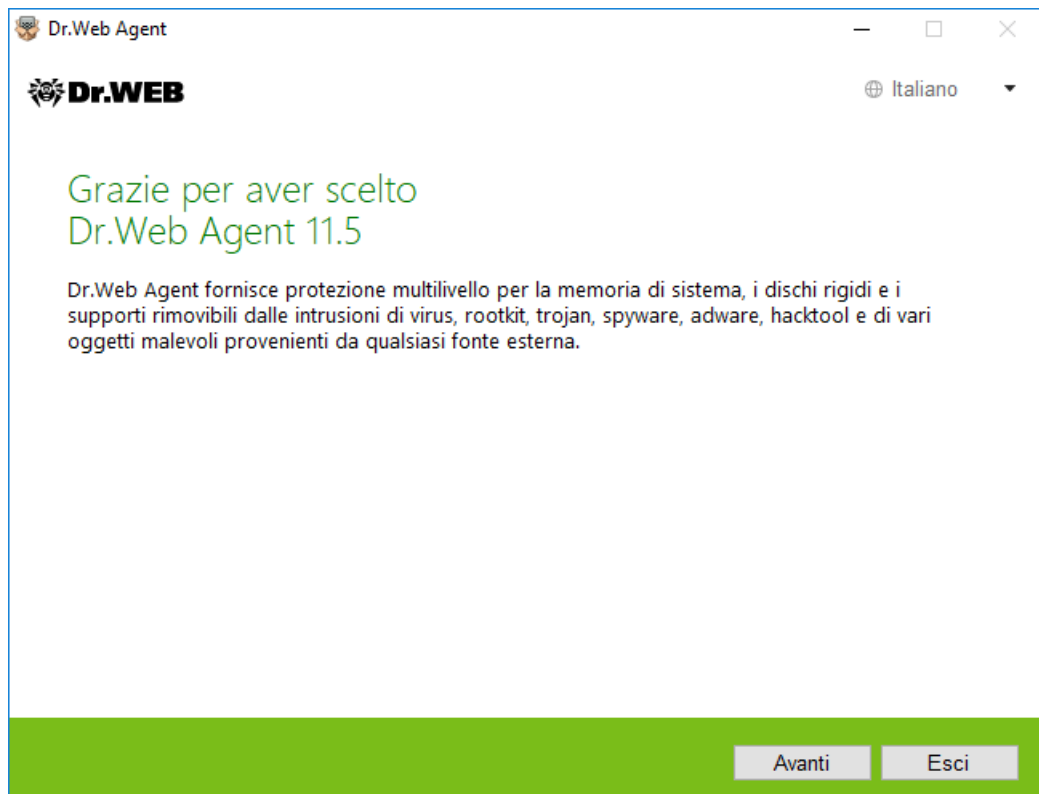 Dr.Web Agent
Dr.WEB
Italiano
Grazie per aver scelto
Dr.Web Agent 11.5
Dr.Web Agent fornisce protezione multilivello per la memoria di sistema, i dischi rigidi e i
supporti rimovibili dalle intrusioni di virus, rootkit, trojan, spyware, adware, hacktool e di vari
oggetti malevoli provenienti da qualsiasi fonte esterna.
Avanti
Esci